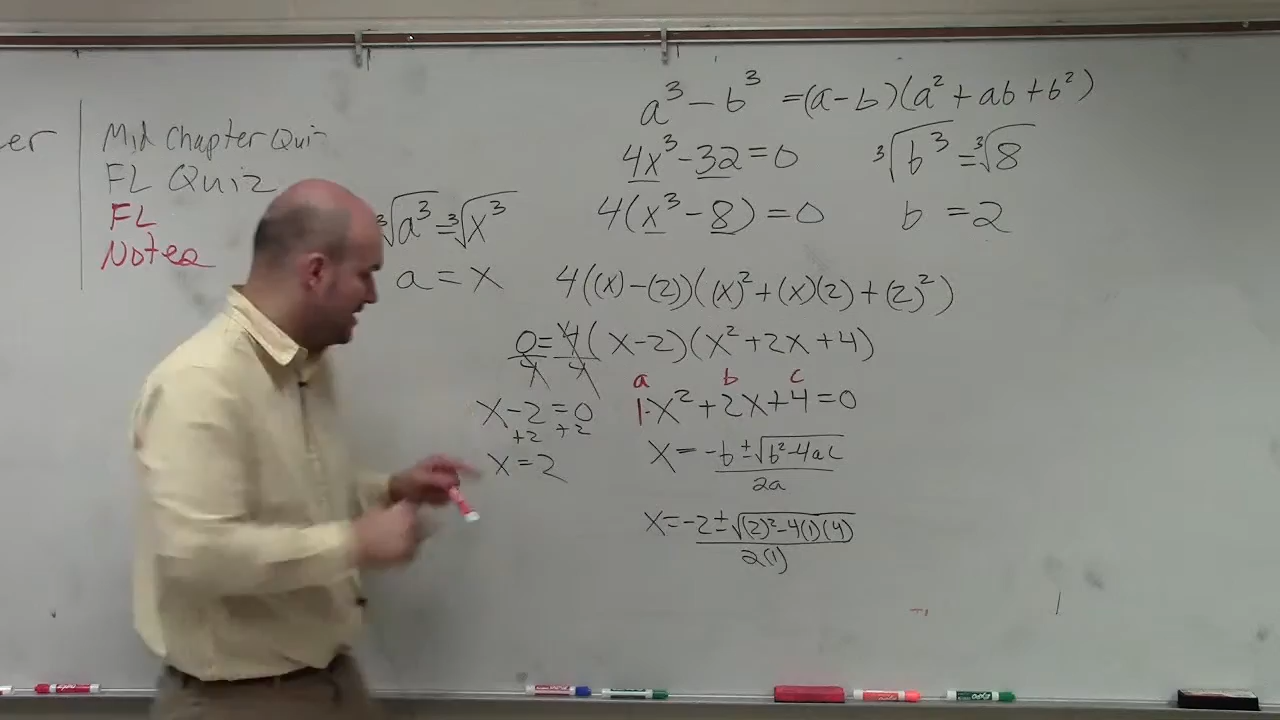 er
Mid Chapter Qui
FL Quiz
FL
Notes
a³ - b³ = (a - b)(a² + ab + b²)
4x³ - 32 = 0
∛b³ = ∛8
4(x³ - 8) = 0
b = 2
∛a³ = ∛x³
a = x
4((x) - (2))((x)² + (x)(2) + (2)²)
0 = 4(x - 2)(x² + 2x + 4)
4 4
a b c
x - 2 = 0
+2 +2
x = 2
1·x² + 2x + 4 = 0
x = -b ± √b² - 4ac
2a
x = -2 ± √(2)² - 4(1)(4)
2(1)